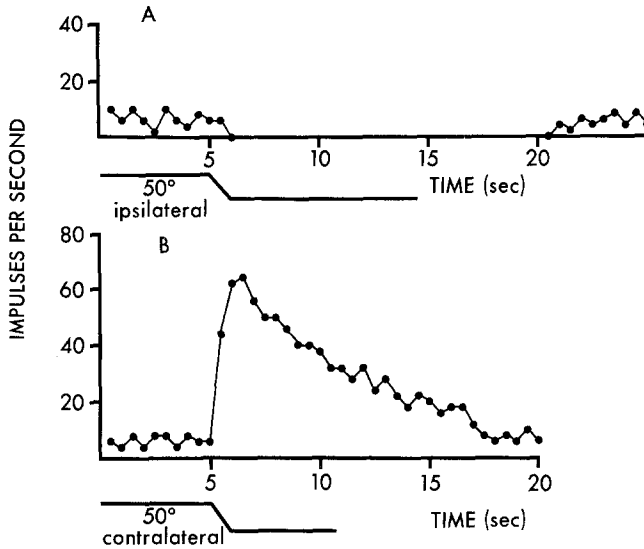 A
40
20
5 10 15 20
TIME (sec)
50°
ipsilateral
IMPULSES PER SECOND
B
80
60
40
20
5 10 15 20
TIME (sec)
50°
contralateral